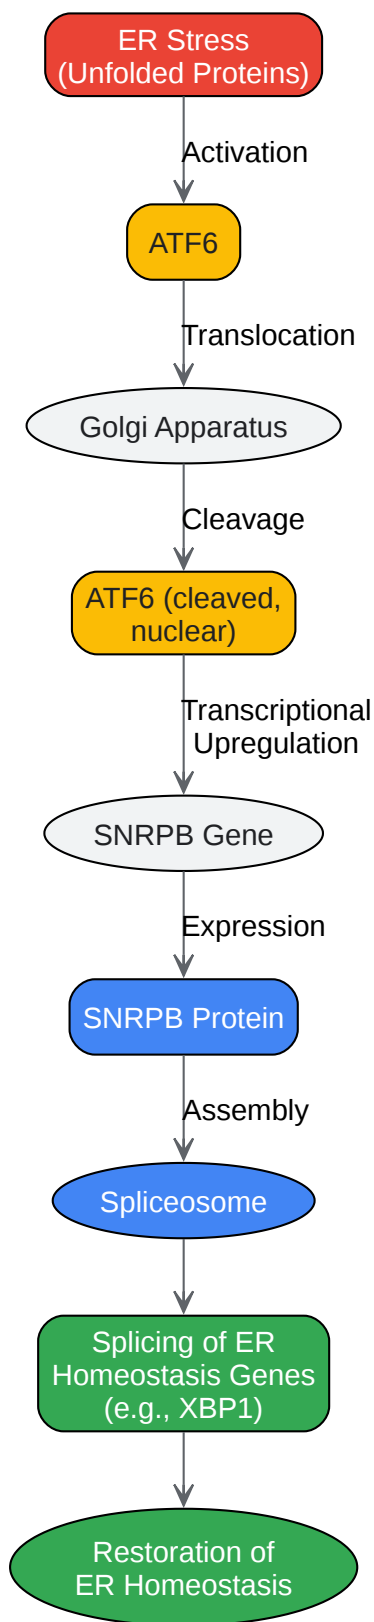 ER Stress
(Unfolded Proteins)
Activation
ATF6
Translocation
Golgi Apparatus
Cleavage
ATF6 (cleaved,
nuclear)
Transcriptional
Upregulation
SNRPB Gene
Expression
SNRPB Protein
Assembly
Spliceosome
Splicing of ER
Homeostasis Genes
(e.g., XBP1)
Restoration of
ER Homeostasis